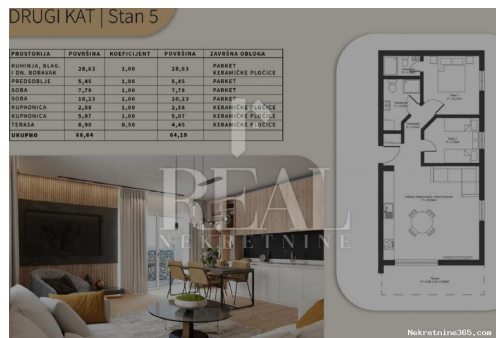 DRUGI KAT | Stan 5
PROSTORIJA POVRŠINA KOEFICIJENT POVRŠINA ZAVRŠNA OBLOGA
KUHINJA, BLAG. 28,63 1,00 28,63 PARKET
I DN. BORAVAK KERAMIČKE PLOČICE
PREDSOBLJE 5,45 1,00 5,45 PARKET
SOBA 7,78 1,00 7,78 PARKET
SOBA 10,23 1,00 10,23 PARKET
KUPAONICA 2,58 1,00 2,58 KERAMIČKE PLOČICE
KUPAONICA 5,07 1,00 5,07 KERAMIČKE PLOČICE
TERASA 8,90 0,50 4,45 KERAMIČKE PLOČICE
UKUPNO 68,64 64,19
REAL
NEKRETNINE
Nekretnine365.com